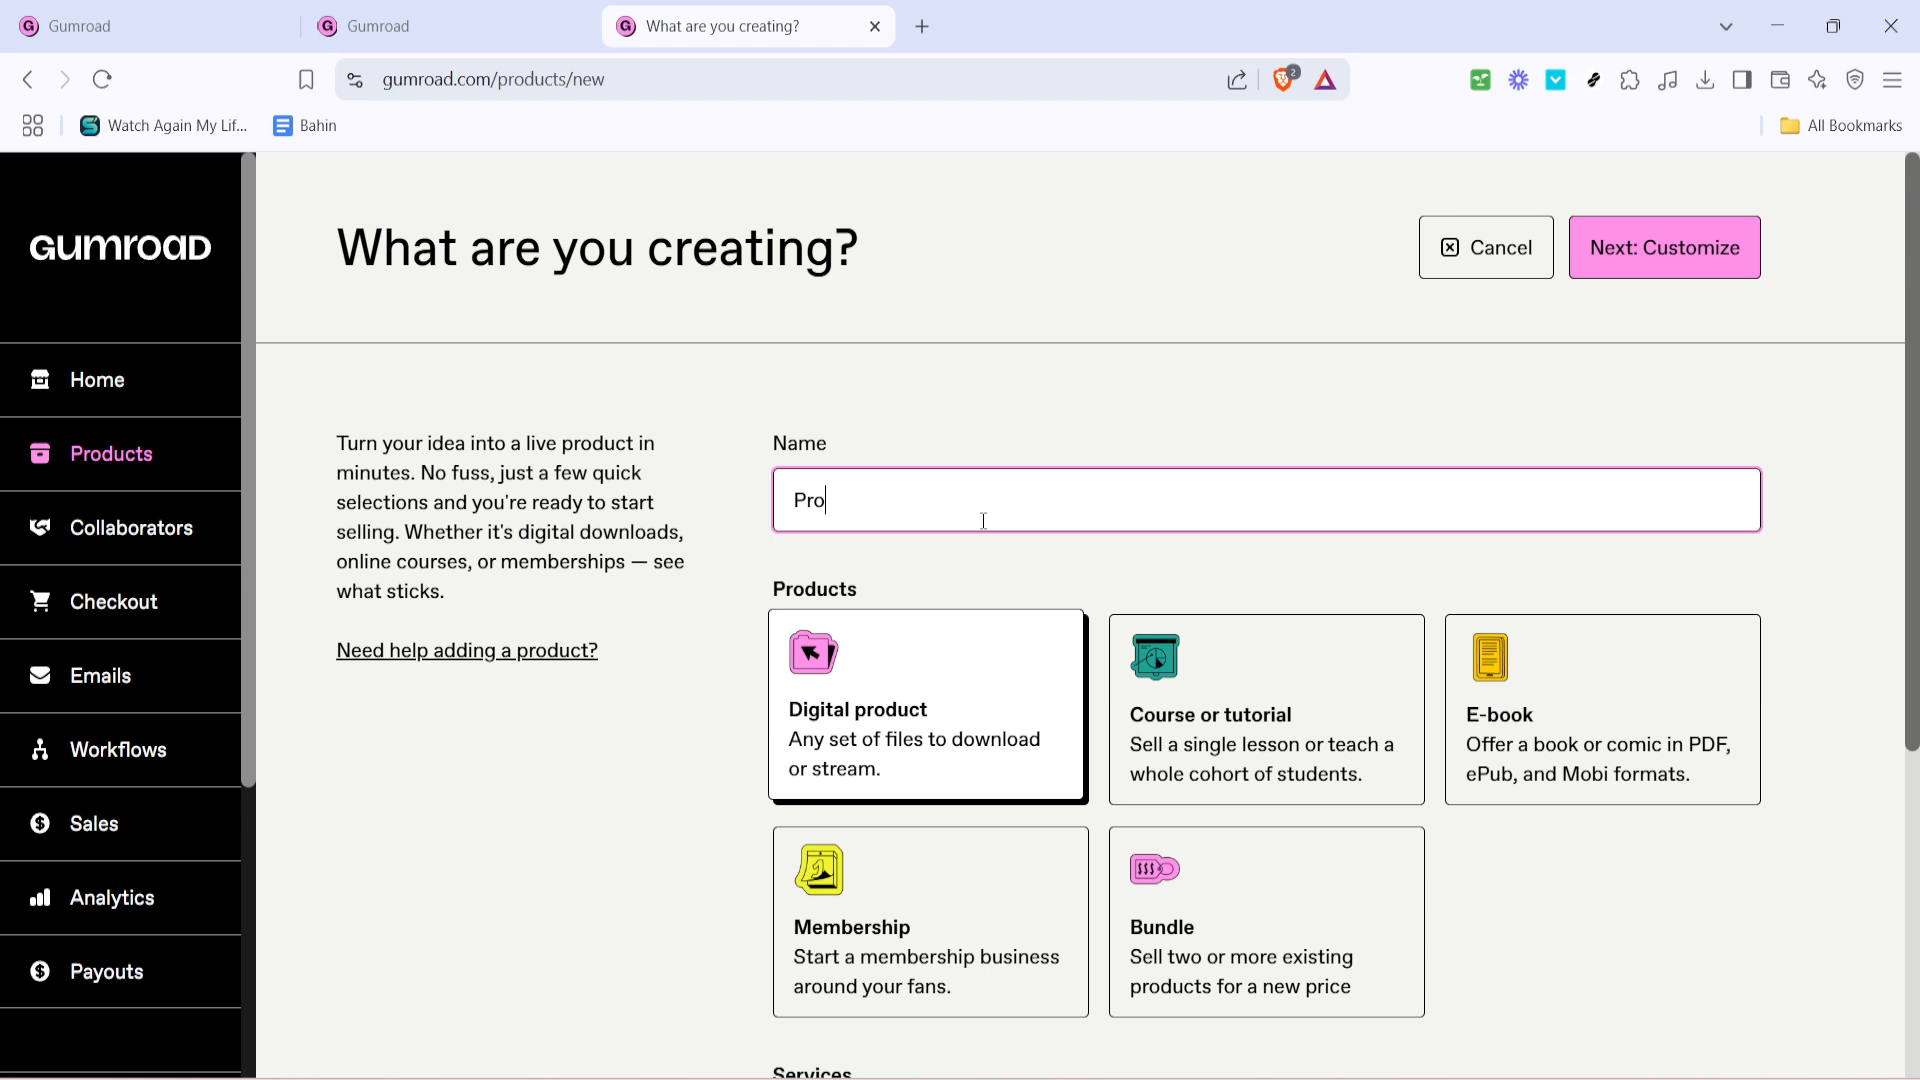 Gumroad
Gumroad
What are you creating?
gumroad.com/products/new
2
Watch Again My Lif...
Bahin
All Bookmarks
GUMROAD
What are you creating?
Cancel
Next: Customize
Home
Products
Collaborators
Checkout
Emails
Workflows
Sales
Analytics
Payouts
Turn your idea into a live product in
minutes. No fuss, just a few quick
selections and you're ready to start
selling. Whether it's digital downloads,
online courses, or memberships — see
what sticks.
Need help adding a product?
Name
Pro
Products
Digital product
Any set of files to download
or stream.
Course or tutorial
Sell a single lesson or teach a
whole cohort of students.
E-book
Offer a book or comic in PDF,
ePub, and Mobi formats.
Membership
Start a membership business
around your fans.
Bundle
Sell two or more existing
products for a new price
Services